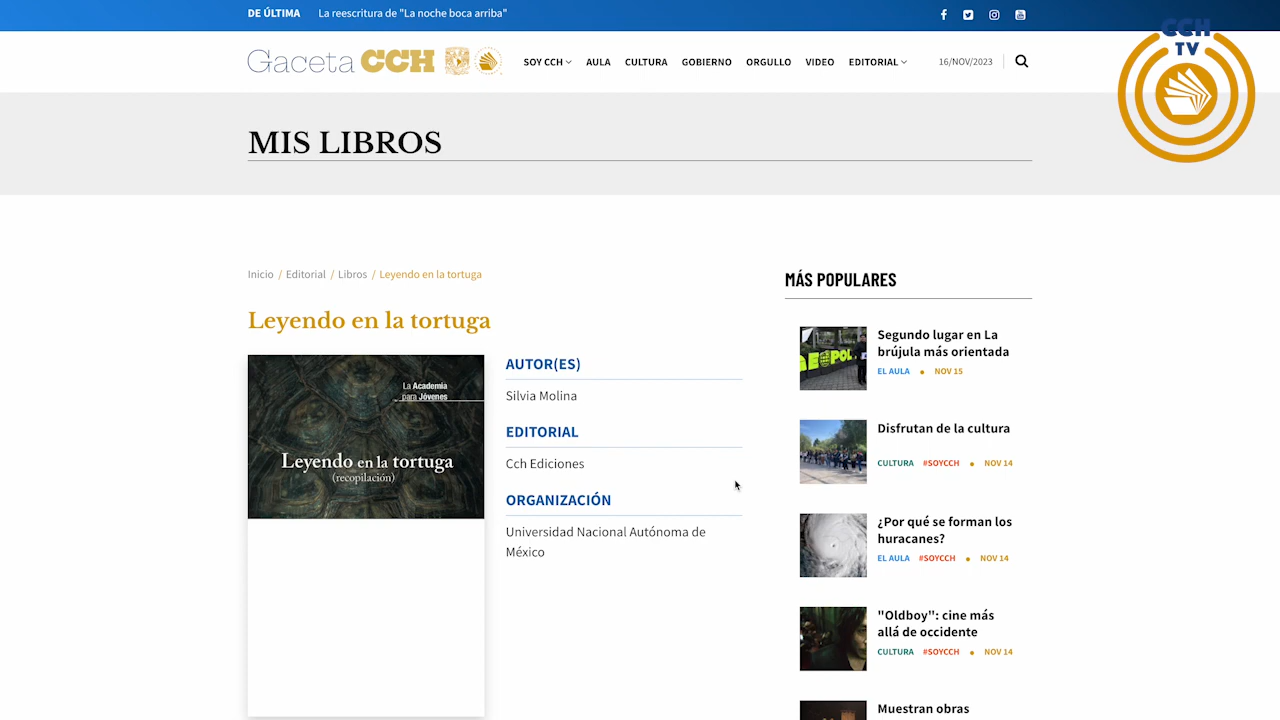 DE ÚLTIMA La reescritura de "La noche boca arriba"
CCH
TV
Gaceta CCH
SOY CCH AULA CULTURA GOBIERNO ORGULLO VIDEO EDITORIAL 16/NOV/2023
MIS LIBROS
Inicio / Editorial / Libros / Leyendo en la tortuga
Leyendo en la tortuga
La Academia
para Jóvenes
Leyendo en la tortuga
(recopilación)
AUTOR(ES)
Silvia Molina
EDITORIAL
Cch Ediciones
ORGANIZACIÓN
Universidad Nacional Autónoma de
México
MÁS POPULARES
Segundo lugar en La
brújula más orientada
EL AULA ● NOV 15
Disfrutan de la cultura
CULTURA #SOYCCH ● NOV 14
¿Por qué se forman los
huracanes?
EL AULA #SOYCCH ● NOV 14
"Oldboy": cine más
allá de occidente
CULTURA #SOYCCH ● NOV 14
Muestran obras